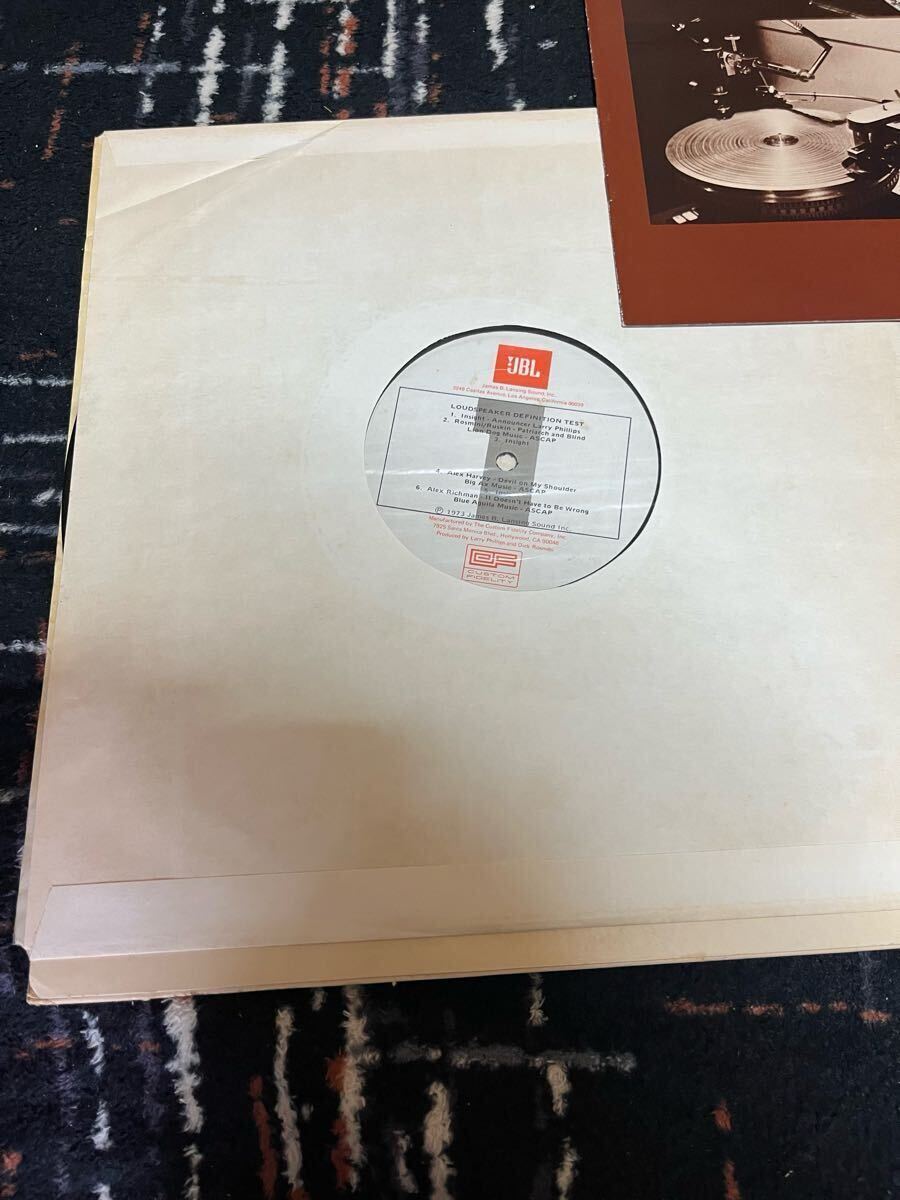 JBL
James B. Lansing Sound, Inc.
3249 Casitas Avenue, Los Angeles, California 90039
LOUDSPEAKER DEFINITION TEST
1. Insight - Announcer Larry Phillips
2. Rosmini/Ruskin - Patriarch and Blind
Lion Dog Music - ASCAP
3. Insight
4. Alex Harvey - Devil on My Shoulder
Big Ax Music - ASCAP
6. Alex Richman - It Doesn't Have to Be Wrong
Blue Aquila Music - ASCAP
Ⓟ 1973 James B. Lansing Sound Inc.
Manufactured by The Custom Fidelity Company, Inc.
7925 Santa Monica Blvd., Hollywood, CA 90046
Produced by Larry Phillips and Dick Rosmini
CUSTOM
FIDELITY